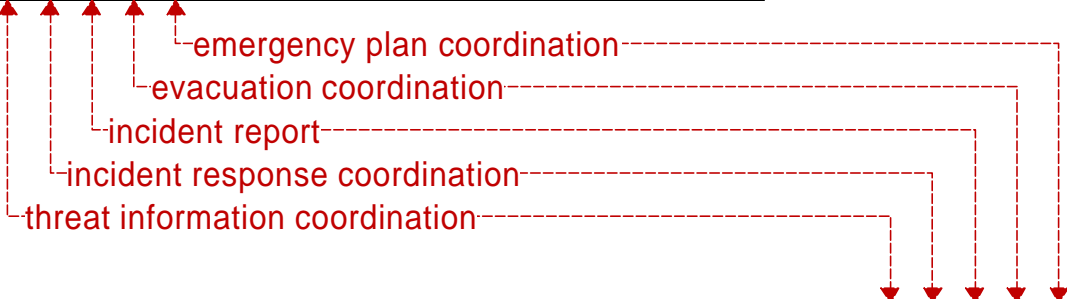 emergency plan coordination
evacuation coordination
incident report
incident response coordination
threat information coordination